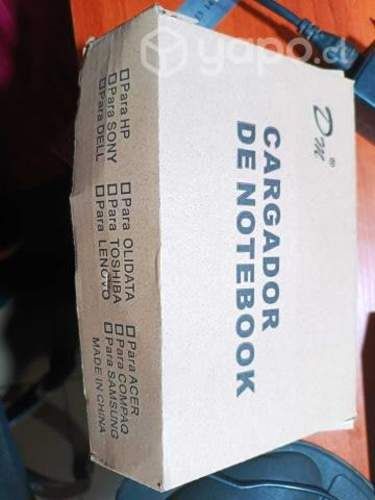 yapo.cl
Dm®
CARGADOR
DE NOTEBOOK
Para HP
Para SONY
Para DELL
Para OLIDATA
Para TOSHIBA
Para LENOVO
Para ACER
Para COMPAQ
Para SAMSUNG
MADE IN CHINA